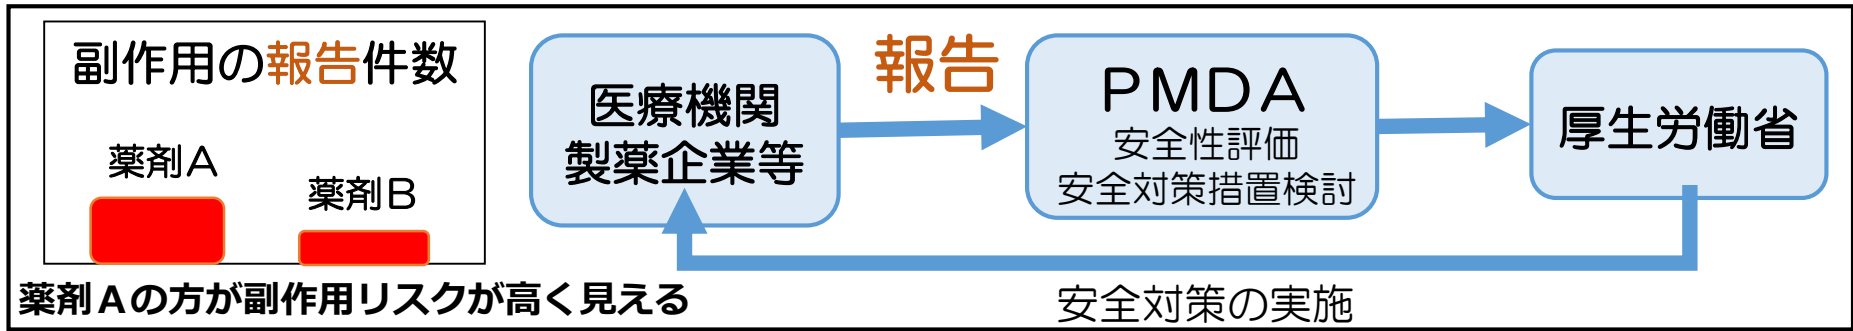 副作用の報告件数
薬剤A
薬剤B
薬剤Aの方が副作用リスクが高く見える
医療機関
製薬企業等
報告
PMDA
安全性評価
安全対策措置検討
厚生労働省
安全対策の実施